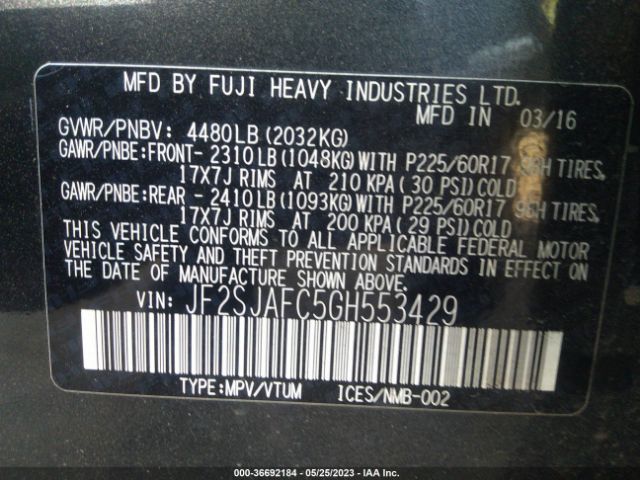 MFD BY FUJI HEAVY INDUSTRIES LTD.
MFD IN 03/16
GVWR/PNBV: 4480LB(2032KG)
GAWR/PNBE:FRONT- 2310LB(1048KG)WITH P225/60R17 98H TIRES,
17X7J RIMS AT 210 KPA(30 PSI)COLD
GAWR/PNBE:REAR - 2410LB(1093KG)WITH P225/60R17 98H TIRES,
17X7J RIMS AT 200 KPA(29 PSI)COLD
THIS VEHICLE CONFORMS TO ALL APPLICABLE FEDERAL MOTOR
VEHICLE SAFETY AND THEFT PREVENTION STANDARDS IN EFFECT ON
THE DATE OF MANUFACTURE SHOWN ABOVE.
VIN: JF2SJAFC5GH553429
TYPE:MPV/VTUM ICES/NMB-002
000-36692184 - 05/25/2023 - IAA Inc.